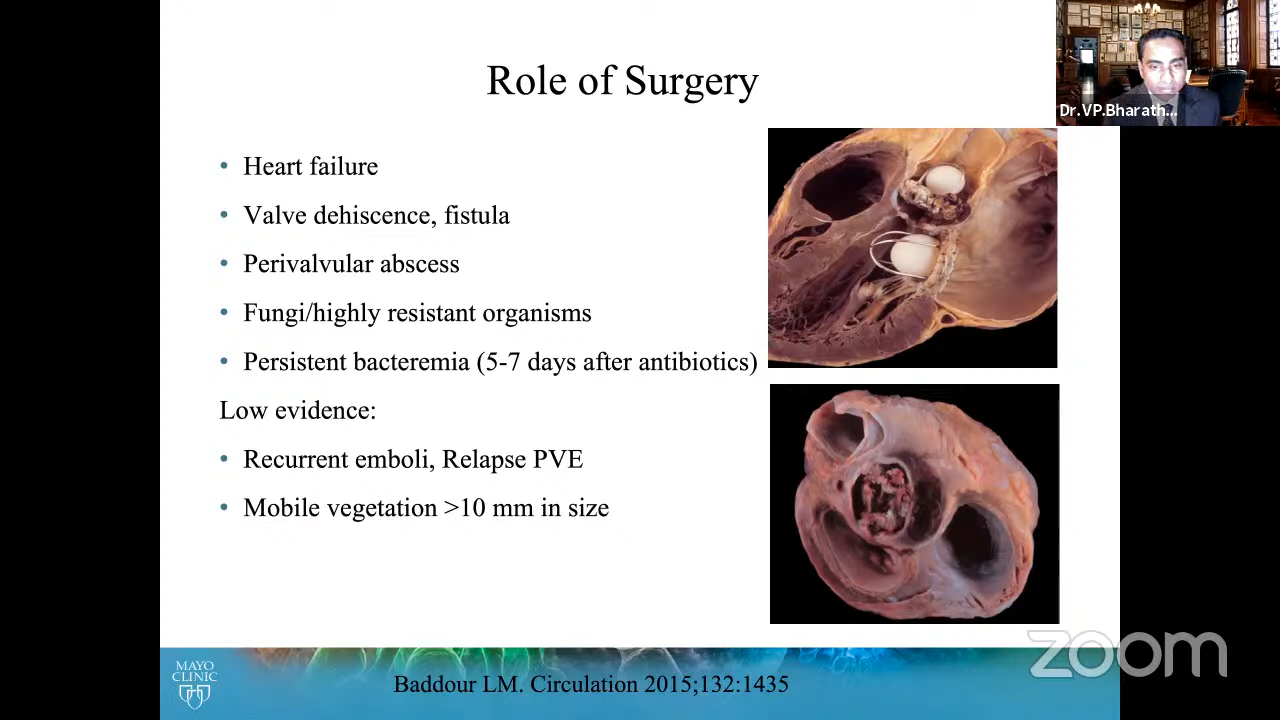 Role of Surgery
Dr.VP.Bharath...
• Heart failure
• Valve dehiscence, fistula
• Perivalvular abscess
• Fungi/highly resistant organisms
• Persistent bacteremia (5-7 days after antibiotics)
Low evidence:
• Recurrent emboli, Relapse PVE
• Mobile vegetation >10 mm in size
zoom
MAYO
CLINIC
Baddour LM. Circulation 2015;132:1435